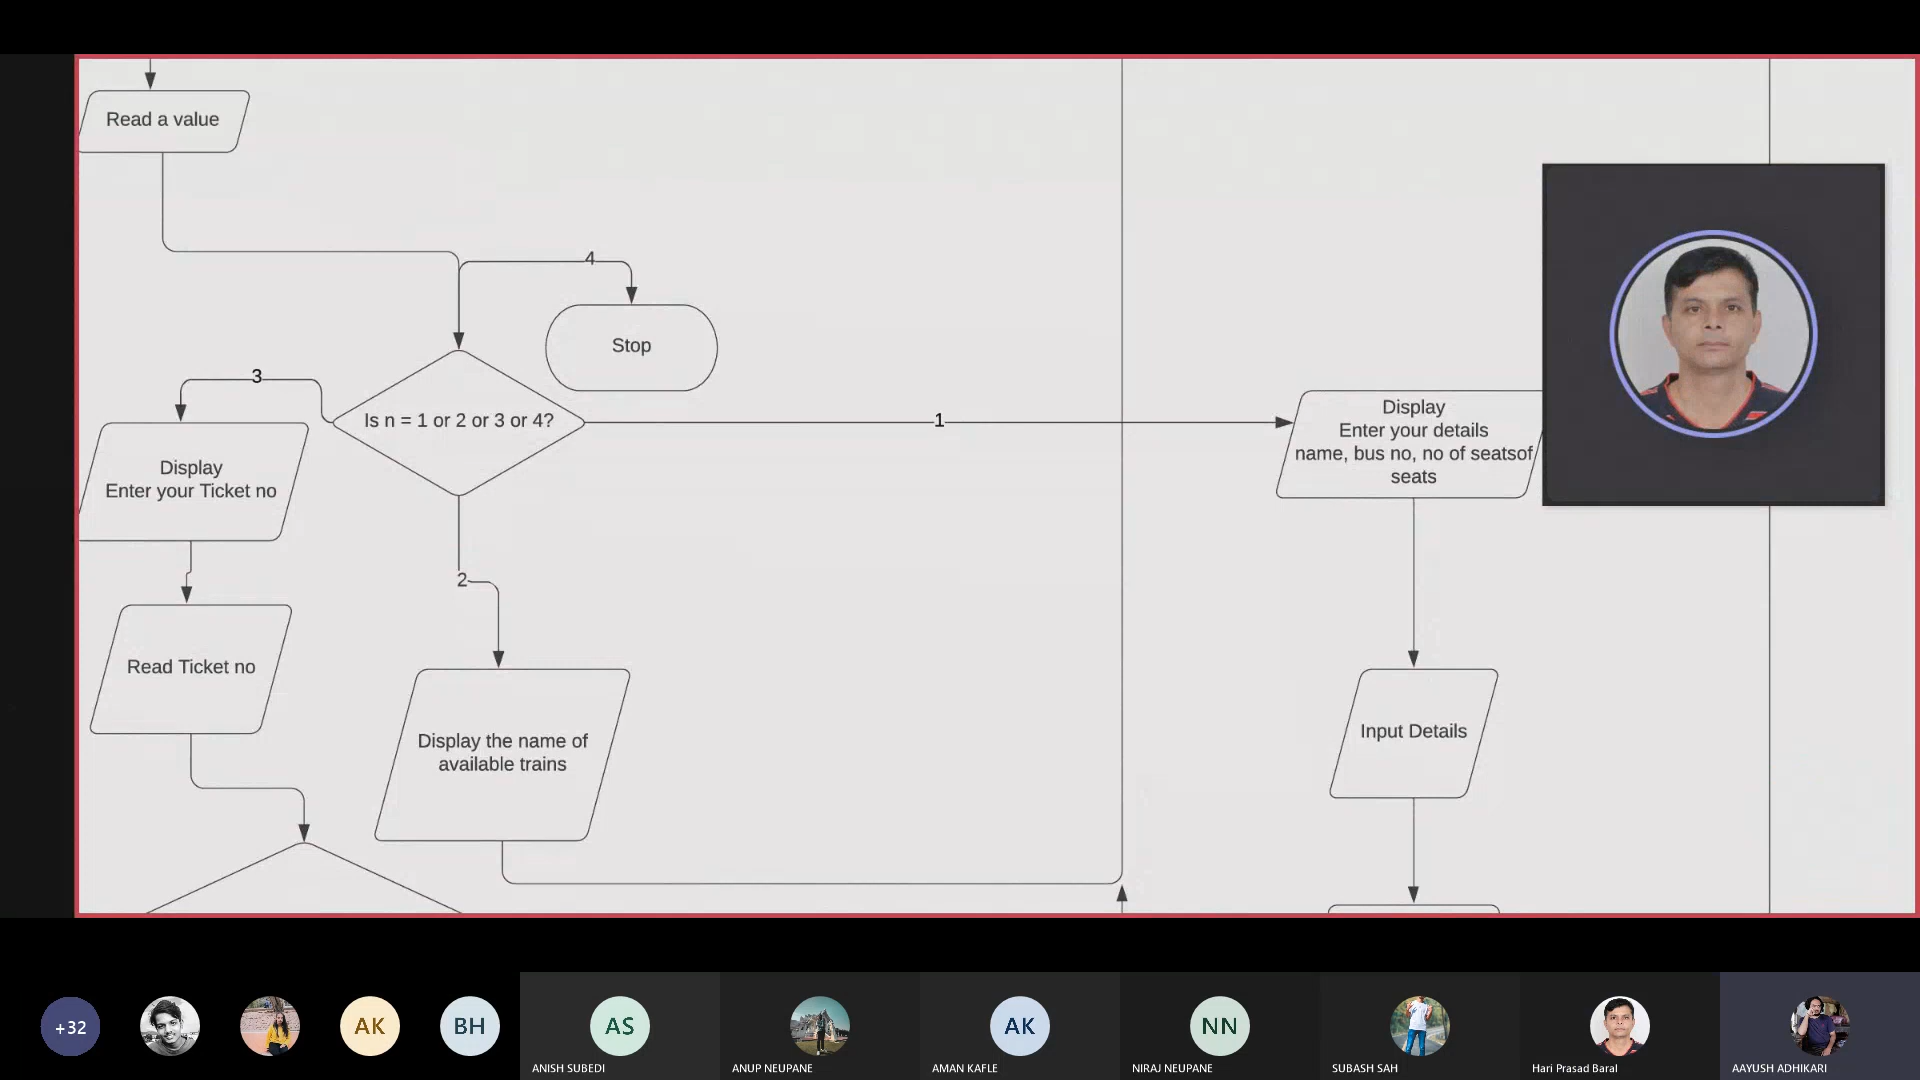 Read a value
4
Stop
3
Is n = 1 or 2 or 3 or 4?
1
Display
Enter your details
name, bus no, no of seatsof
seats
Display
Enter your Ticket no
2
Read Ticket no
Display the name of
available trains
Input Details
+32
AK
BH
AS
ANISH SUBEDI
ANUP NEUPANE
AK
AMAN KAFLE
NN
NIRAJ NEUPANE
SUBASH SAH
Hari Prasad Baral
AAYUSH ADHIKARI